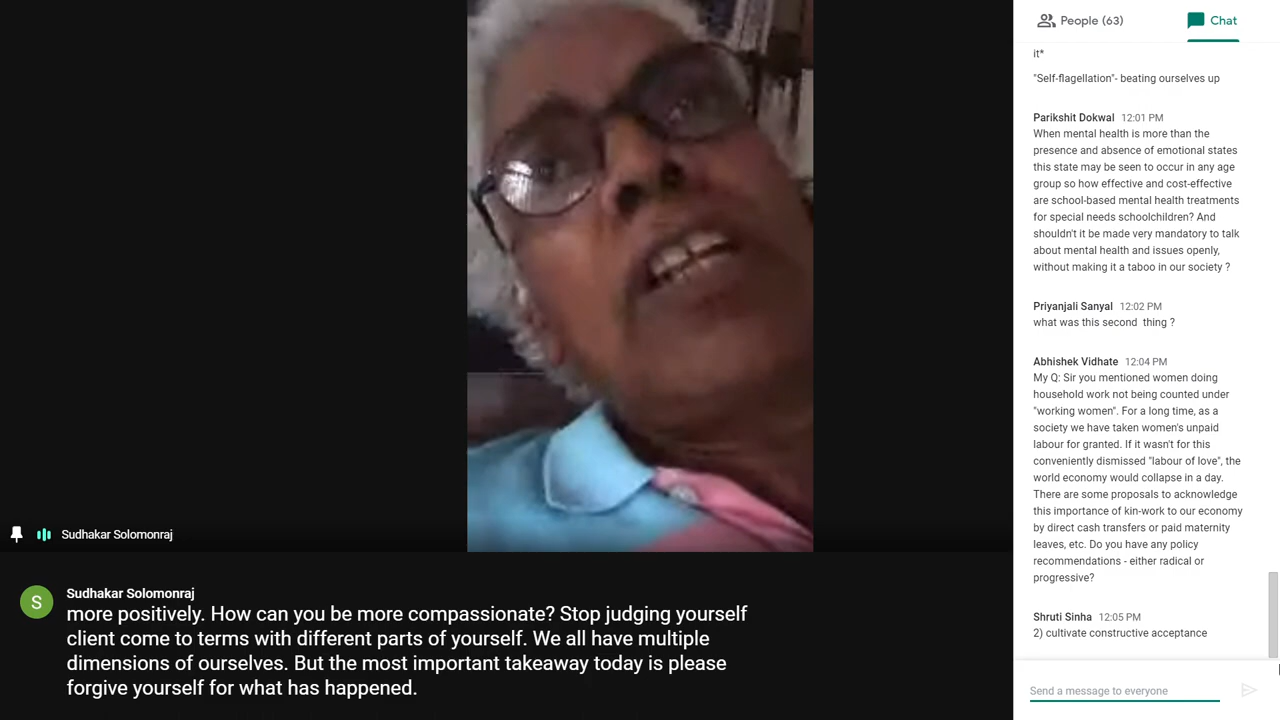 People (63)
Chat
it*
"Self-flagellation"- beating ourselves up
Parikshit Dokwal 12:01 PM
When mental health is more than the
presence and absence of emotional states
this state may be seen to occur in any age
group so how effective and cost-effective
are school-based mental health treatments
for special needs schoolchildren? And
shouldn't it be made very mandatory to talk
about mental health and issues openly,
without making it a taboo in our society ?
Priyanjali Sanyal 12:02 PM
what was this second thing ?
Abhishek Vidhate 12:04 PM
My Q: Sir you mentioned women doing
household work not being counted under
"working women". For a long time, as a
society we have taken women's unpaid
labour for granted. If it wasn't for this
conveniently dismissed "labour of love", the
world economy would collapse in a day.
There are some proposals to acknowledge
this importance of kin-work to our economy
by direct cash transfers or paid maternity
leaves, etc. Do you have any policy
recommendations - either radical or
progressive?
Shruti Sinha 12:05 PM
2) cultivate constructive acceptance
Send a message to everyone
Sudhakar Solomonraj
S
Sudhakar Solomonraj
more positively. How can you be more compassionate? Stop judging yourself
client come to terms with different parts of yourself. We all have multiple
dimensions of ourselves. But the most important takeaway today is please
forgive yourself for what has happened.